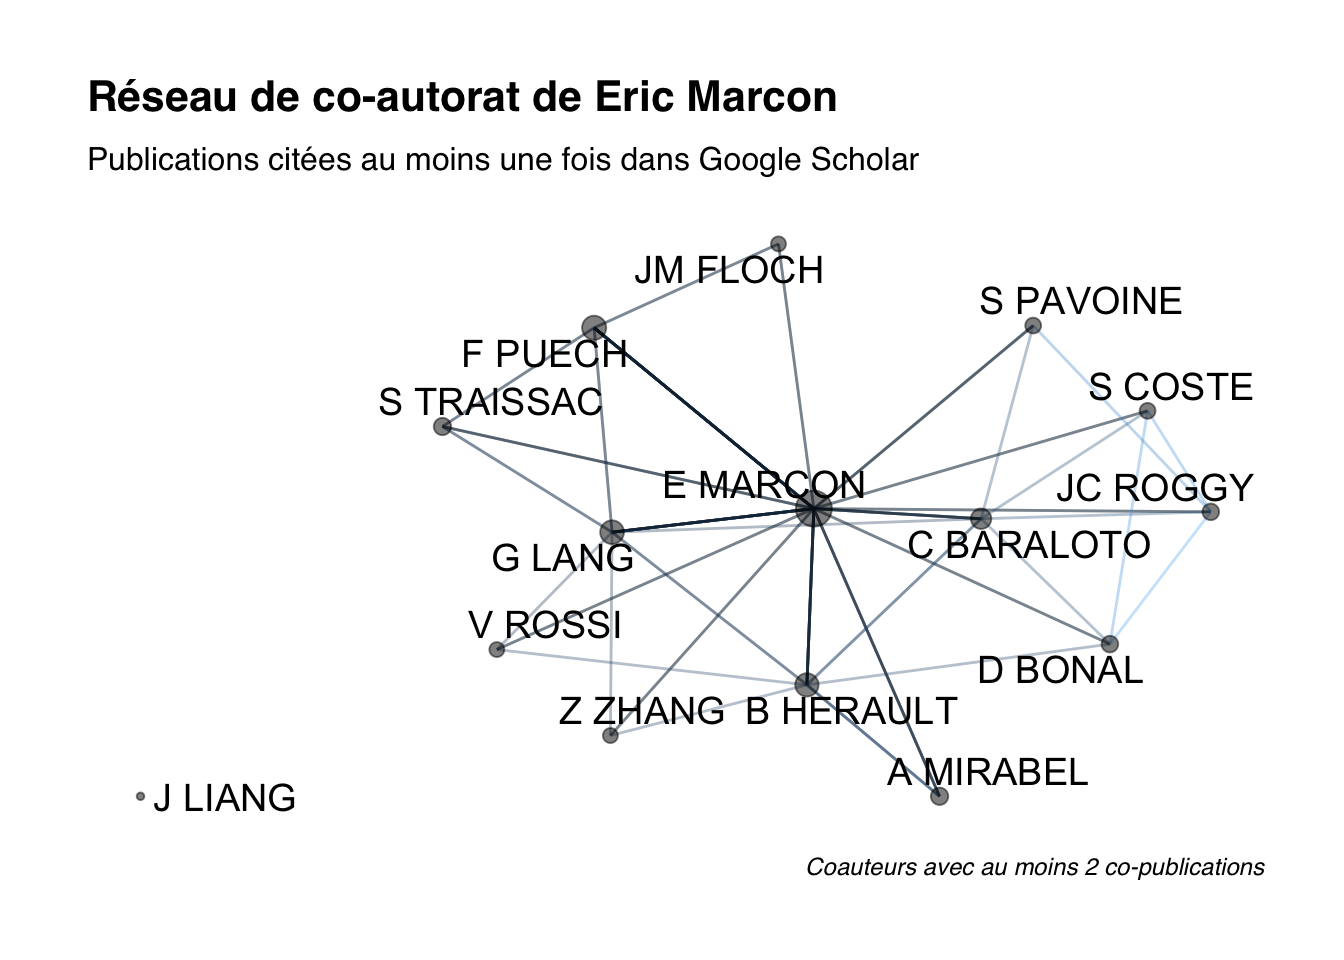 Réseau de co-autorat de Eric Marcon
Publications citées au moins une fois dans Google Scholar
JM FLOCH
S PAVOINE
F PUECH
S COSTE
S TRAISSAC
E MARCON
JC ROGGY
C BARALOTO
G LANG
V ROSSI
D BONAL
Z ZHANG
B HERAULT
A MIRABEL
J LIANG
Coauteurs avec au moins 2 co-publications